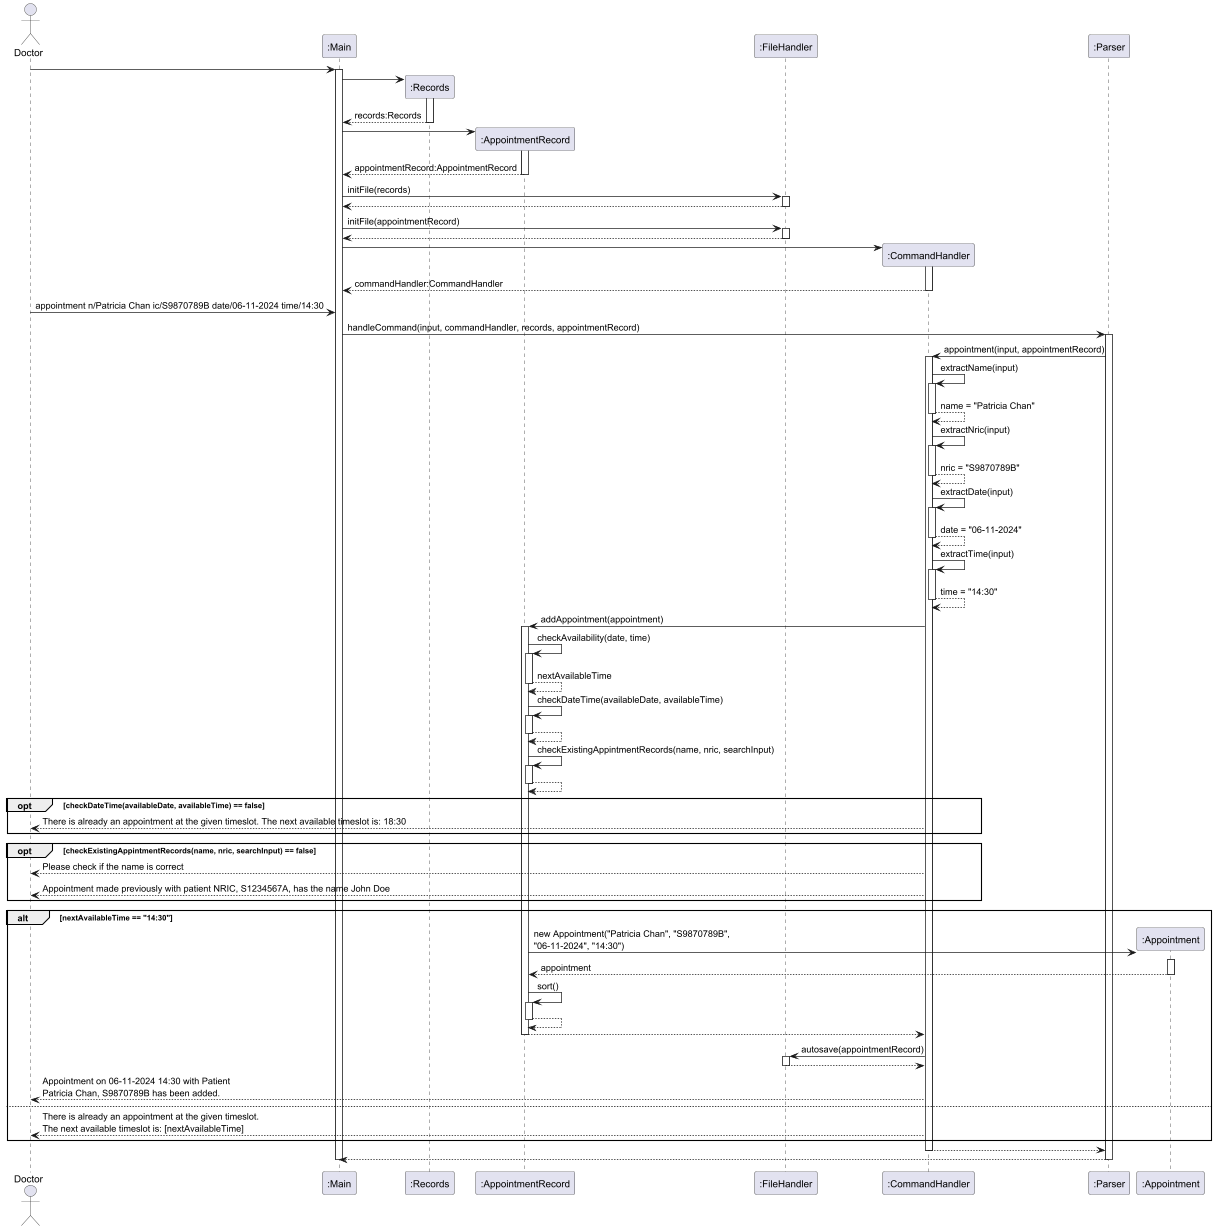 Doctor
:Main
:FileHandler
:Parser
:Records
records:Records
:AppointmentRecord
appointmentRecord:AppointmentRecord
initFile(records)
initFile(appointmentRecord)
:CommandHandler
commandHandler:CommandHandler
appointment n/Patricia Chan ic/S9870789B date/06-11-2024 time/14:30
handleCommand(input, commandHandler, records, appointmentRecord)
appointment(input, appointmentRecord)
extractName(input)
name = "Patricia Chan"
extractNric(input)
nric = "S9870789B"
extractDate(input)
date = "06-11-2024"
extractTime(input)
time = "14:30"
addAppointment(appointment)
checkAvailability(date, time)
nextAvailableTime
checkDateTime(availableDate, availableTime)
checkExistingAppintmentRecords(name, nric, searchInput)
opt [checkDateTime(availableDate, availableTime) == false]
There is already an appointment at the given timeslot. The next available timeslot is: 18:30
opt [checkExistingAppintmentRecords(name, nric, searchInput) == false]
Please check if the name is correct
Appointment made previously with patient NRIC, S1234567A, has the name John Doe
alt [nextAvailableTime == "14:30"]
new Appointment("Patricia Chan", "S9870789B",
"06-11-2024", "14:30")
:Appointment
appointment
sort()
autosave(appointmentRecord)
Appointment on 06-11-2024 14:30 with Patient
Patricia Chan, S9870789B has been added.
There is already an appointment at the given timeslot.
The next available timeslot is: [nextAvailableTime]
Doctor
:Main
:Records
:AppointmentRecord
:FileHandler
:CommandHandler
:Parser
:Appointment